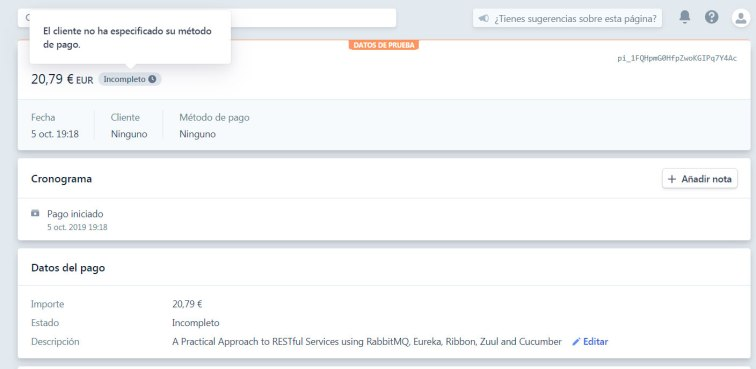 El cliente no ha especificado su método
de pago.
¿Tienes sugerencias sobre esta página?
DATOS DE PRUEBA
pi_1FQHpmG0HfpZwoKGIPq7Y4Ac
20,79 € EUR Incompleto
Fecha Cliente Método de pago
5 oct. 19:18 Ninguno Ninguno
Cronograma
Añadir nota
Pago iniciado
5 oct. 2019 19:18
Datos del pago
Importe 20,79 €
Estado Incompleto
Descripción A Practical Approach to RESTful Services using RabbitMQ, Eureka, Ribbon, Zuul and Cucumber Editar